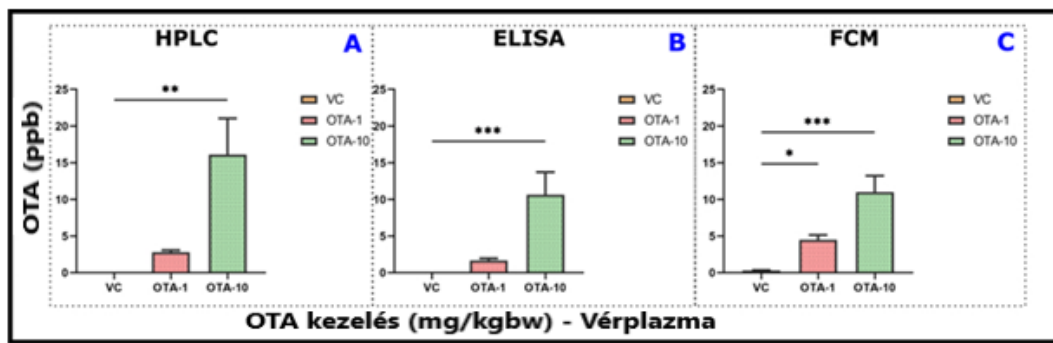 HPLC
A
**
25
20
15
10
5
0
VC
OTA-1
OTA-10
VC
OTA-1
OTA-10
ELISA
B
***
25
20
15
10
5
0
VC
OTA-1
OTA-10
VC
OTA-1
OTA-10
FCM
C
***
*
25
20
15
10
5
0
VC
OTA-1
OTA-10
VC
OTA-1
OTA-10
OTA (ppb)
OTA kezelés (mg/kgbw) - Vérplazma